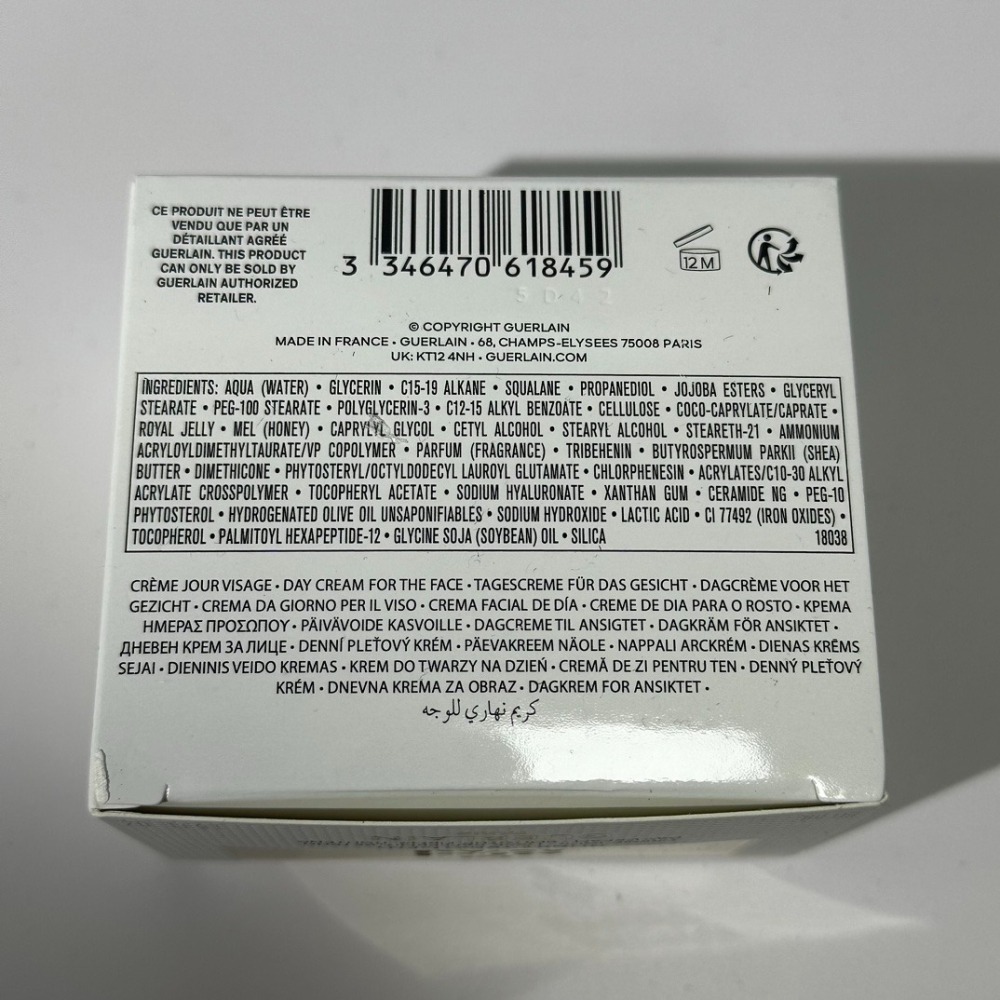 CE PRODUIT NE PEUT ÊTRE
VENDU QUE PAR UN
DÉTAILLANT AGRÉÉ
GUERLAIN. THIS PRODUCT
CAN ONLY BE SOLD BY
GUERLAIN AUTHORIZED
RETAILER.
3 346470 618459
5D42
12 M
© COPYRIGHT GUERLAIN
MADE IN FRANCE • GUERLAIN • 68, CHAMPS-ELYSEES 75008 PARIS
UK: KT12 4NH • GUERLAIN.COM
INGREDIENTS: AQUA (WATER) • GLYCERIN • C15-19 ALKANE • SQUALANE • PROPANEDIOL • JOJOBA ESTERS • GLYCERYL
STEARATE • PEG-100 STEARATE • POLYGLYCERIN-3 • C12-15 ALKYL BENZOATE • CELLULOSE • COCO-CAPRYLATE/CAPRATE •
ROYAL JELLY • MEL (HONEY) • CAPRYLYL GLYCOL • CETYL ALCOHOL • STEARYL ALCOHOL • STEARETH-21 • AMMONIUM
ACRYLOYLDIMETHYLTAURATE/VP COPOLYMER • PARFUM (FRAGRANCE) • TRIBEHENIN • BUTYROSPERMUM PARKII (SHEA)
BUTTER • DIMETHICONE • PHYTOSTERYL/OCTYLDODECYL LAUROYL GLUTAMATE • CHLORPHENESIN • ACRYLATES/C10-30 ALKYL
ACRYLATE CROSSPOLYMER • TOCOPHERYL ACETATE • SODIUM HYALURONATE • XANTHAN GUM • CERAMIDE NG • PEG-10
PHYTOSTEROL • HYDROGENATED OLIVE OIL UNSAPONIFIABLES • SODIUM HYDROXIDE • LACTIC ACID • CI 77492 (IRON OXIDES) •
TOCOPHEROL • PALMITOYL HEXAPEPTIDE-12 • GLYCINE SOJA (SOYBEAN) OIL • SILICA 18038
CRÈME JOUR VISAGE • DAY CREAM FOR THE FACE • TAGESCREME FÜR DAS GESICHT • DAGCRÈME VOOR HET
GEZICHT • CREMA DA GIORNO PER IL VISO • CREMA FACIAL DE DÍA • CREME DE DIA PARA O ROSTO • ΚΡΕΜΑ
ΗΜΕΡΑΣ ΠΡΟΣΩΠΟΥ • PÄIVÄVOIDE KASVOILLE • DAGCREME TIL ANSIGTET • DAGKRÄM FÖR ANSIKTET •
ДНЕВЕН КРЕМ ЗА ЛИЦЕ • DENNÍ PLEŤOVÝ KRÉM • PÄEVAKREEM NÄOLE • NAPPALI ARCKRÉM • DIENAS KRĒMS
SEJAI • DIENINIS VEIDO KREMAS • KREM DO TWARZY NA DZIEŃ • CREMĂ DE ZI PENTRU TEN • DENNÝ PLEŤOVÝ
KRÉM • DNEVNA KREMA ZA OBRAZ • DAGKREM FOR ANSIKTET •
كريم نهاري للوجه